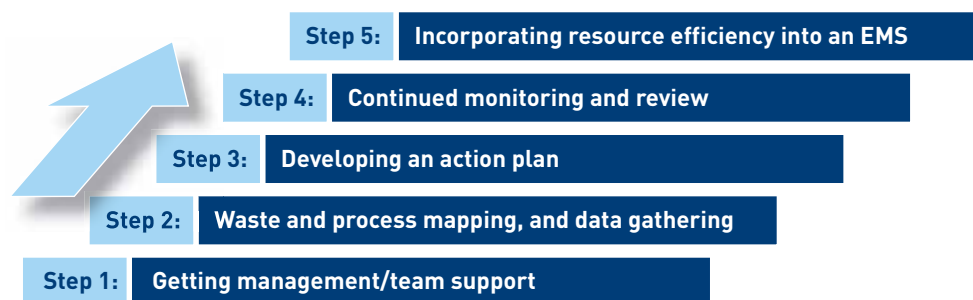 Step 5: Incorporating resource efficiency into an EMS
Step 4: Continued monitoring and review
Step 3: Developing an action plan
Step 2: Waste and process mapping, and data gathering
Step 1: Getting management/team support